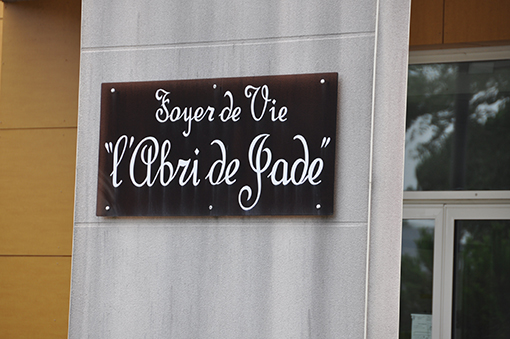 Foyer de Vie
"l'Abri de Jade"